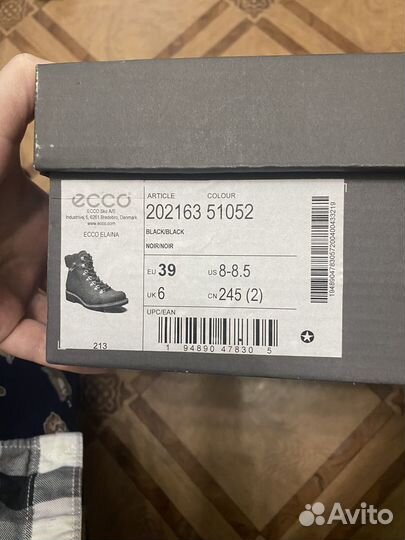 ecco
ECCO Sko A/S
Industrivej 5, 6261 Bredebro, Denmark
www.ecco.com
ECCO ELAINA
213
ARTICLE COLOUR
202163 51052
BLACK/BLACK
NOIR/NOIR
EU 39 US 8-8.5
UK 6 CN 245 (2)
UPC/EAN
1 94890 47830 5
Avito